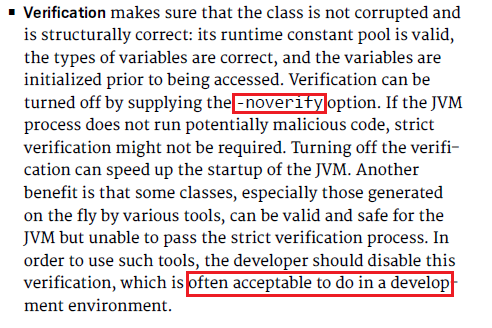 ▪ Verification makes sure that the class is not corrupted and
is structurally correct: its runtime constant pool is valid,
the types of variables are correct, and the variables are
initialized prior to being accessed. Verification can be
turned off by supplying the -noverify option. If the JVM
process does not run potentially malicious code, strict
verification might not be required. Turning off the verifi-
cation can speed up the startup of the JVM. Another
benefit is that some classes, especially those generated
on the fly by various tools, can be valid and safe for the
JVM but unable to pass the strict verification process. In
order to use such tools, the developer should disable this
verification, which is often acceptable to do in a develop-
ment environment.